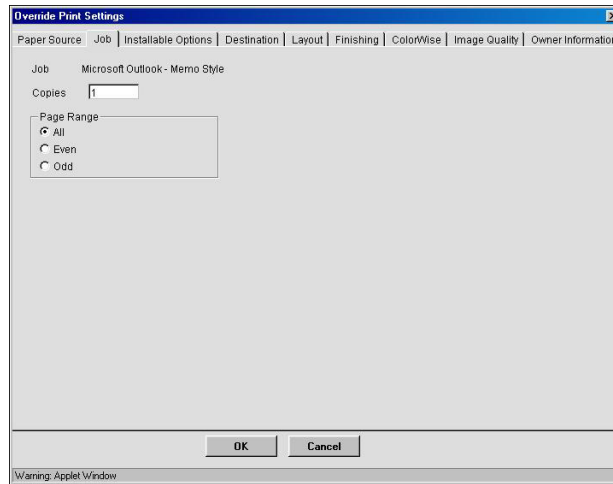 Override Print Settings
Paper Source Job Installable Options Destination Layout Finishing ColorWise Image Quality Owner Information
Job Microsoft Outlook - Memo Style
Copies 1
Page Range
All
Even
Odd
OK Cancel
Warning: Applet Window